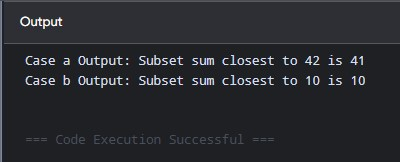 Output
Case a Output: Subset sum closest to 42 is 41
Case b Output: Subset sum closest to 10 is 10
=== Code Execution Successful ===